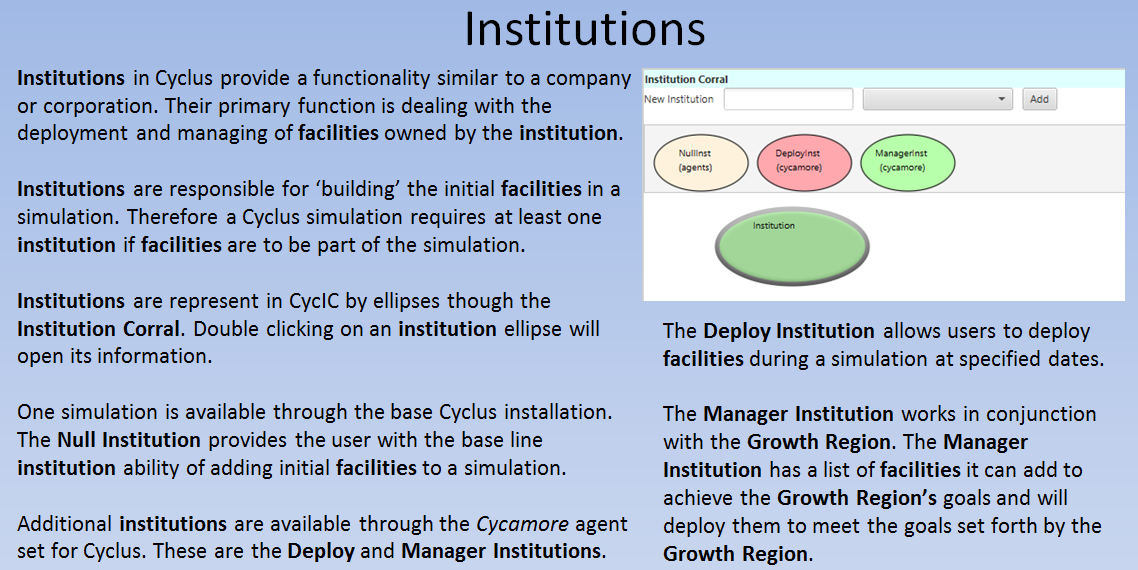 Institutions
Institutions in Cyclus provide a functionality similar to a company
or corporation. Their primary function is dealing with the
deployment and managing of facilities owned by the institution.
Institutions are responsible for ‘building’ the initial facilities in a
simulation. Therefore a Cyclus simulation requires at least one
institution if facilities are to be part of the simulation.
Institutions are represent in CycIC by ellipses though the
Institution Corral. Double clicking on an institution ellipse will
open its information.
One simulation is available through the base Cyclus installation.
The Null Institution provides the user with the base line
institution ability of adding initial facilities to a simulation.
Additional institutions are available through the Cycamore agent
set for Cyclus. These are the Deploy and Manager Institutions.
Institution Corral
New Institution Add
NullInst DeployInst ManagerInst
(agents) (cycamore) (cycamore)
Institution
The Deploy Institution allows users to deploy
facilities during a simulation at specified dates.
The Manager Institution works in conjunction
with the Growth Region. The Manager
Institution has a list of facilities it can add to
achieve the Growth Region’s goals and will
deploy them to meet the goals set forth by the
Growth Region.